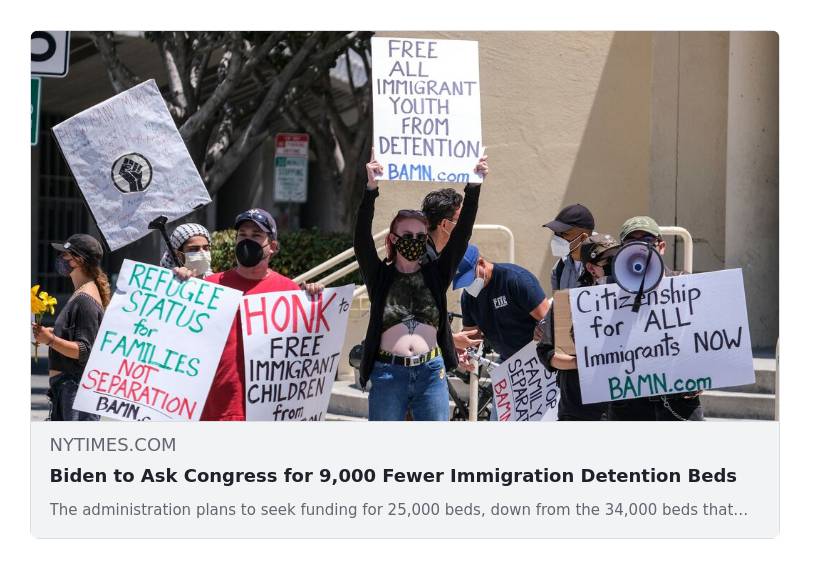 FREE
ALL
IMMIGRANT
YOUTH
FROM
DETENTION
BAMN.com
REFUGEE
STATUS
for
FAMILIES
NOT
SEPARATION
HONK to
FREE
IMMIGRANT
CHILDREN
from
STOP
FAMILY
Citizenship
for ALL
Immigrants NOW
BAMN.com
NYTIMES.COM
Biden to Ask Congress for 9,000 Fewer Immigration Detention Beds
The administration plans to seek funding for 25,000 beds, down from the 34,000 beds that...